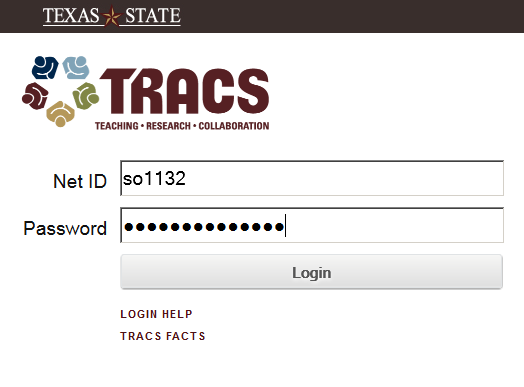 TEXAS STATE
TRACS
TEACHING • RESEARCH • COLLABORATION
Net ID so1132
Password ●●●●●●●●●●●●●●
Login
LOGIN HELP
TRACS FACTS